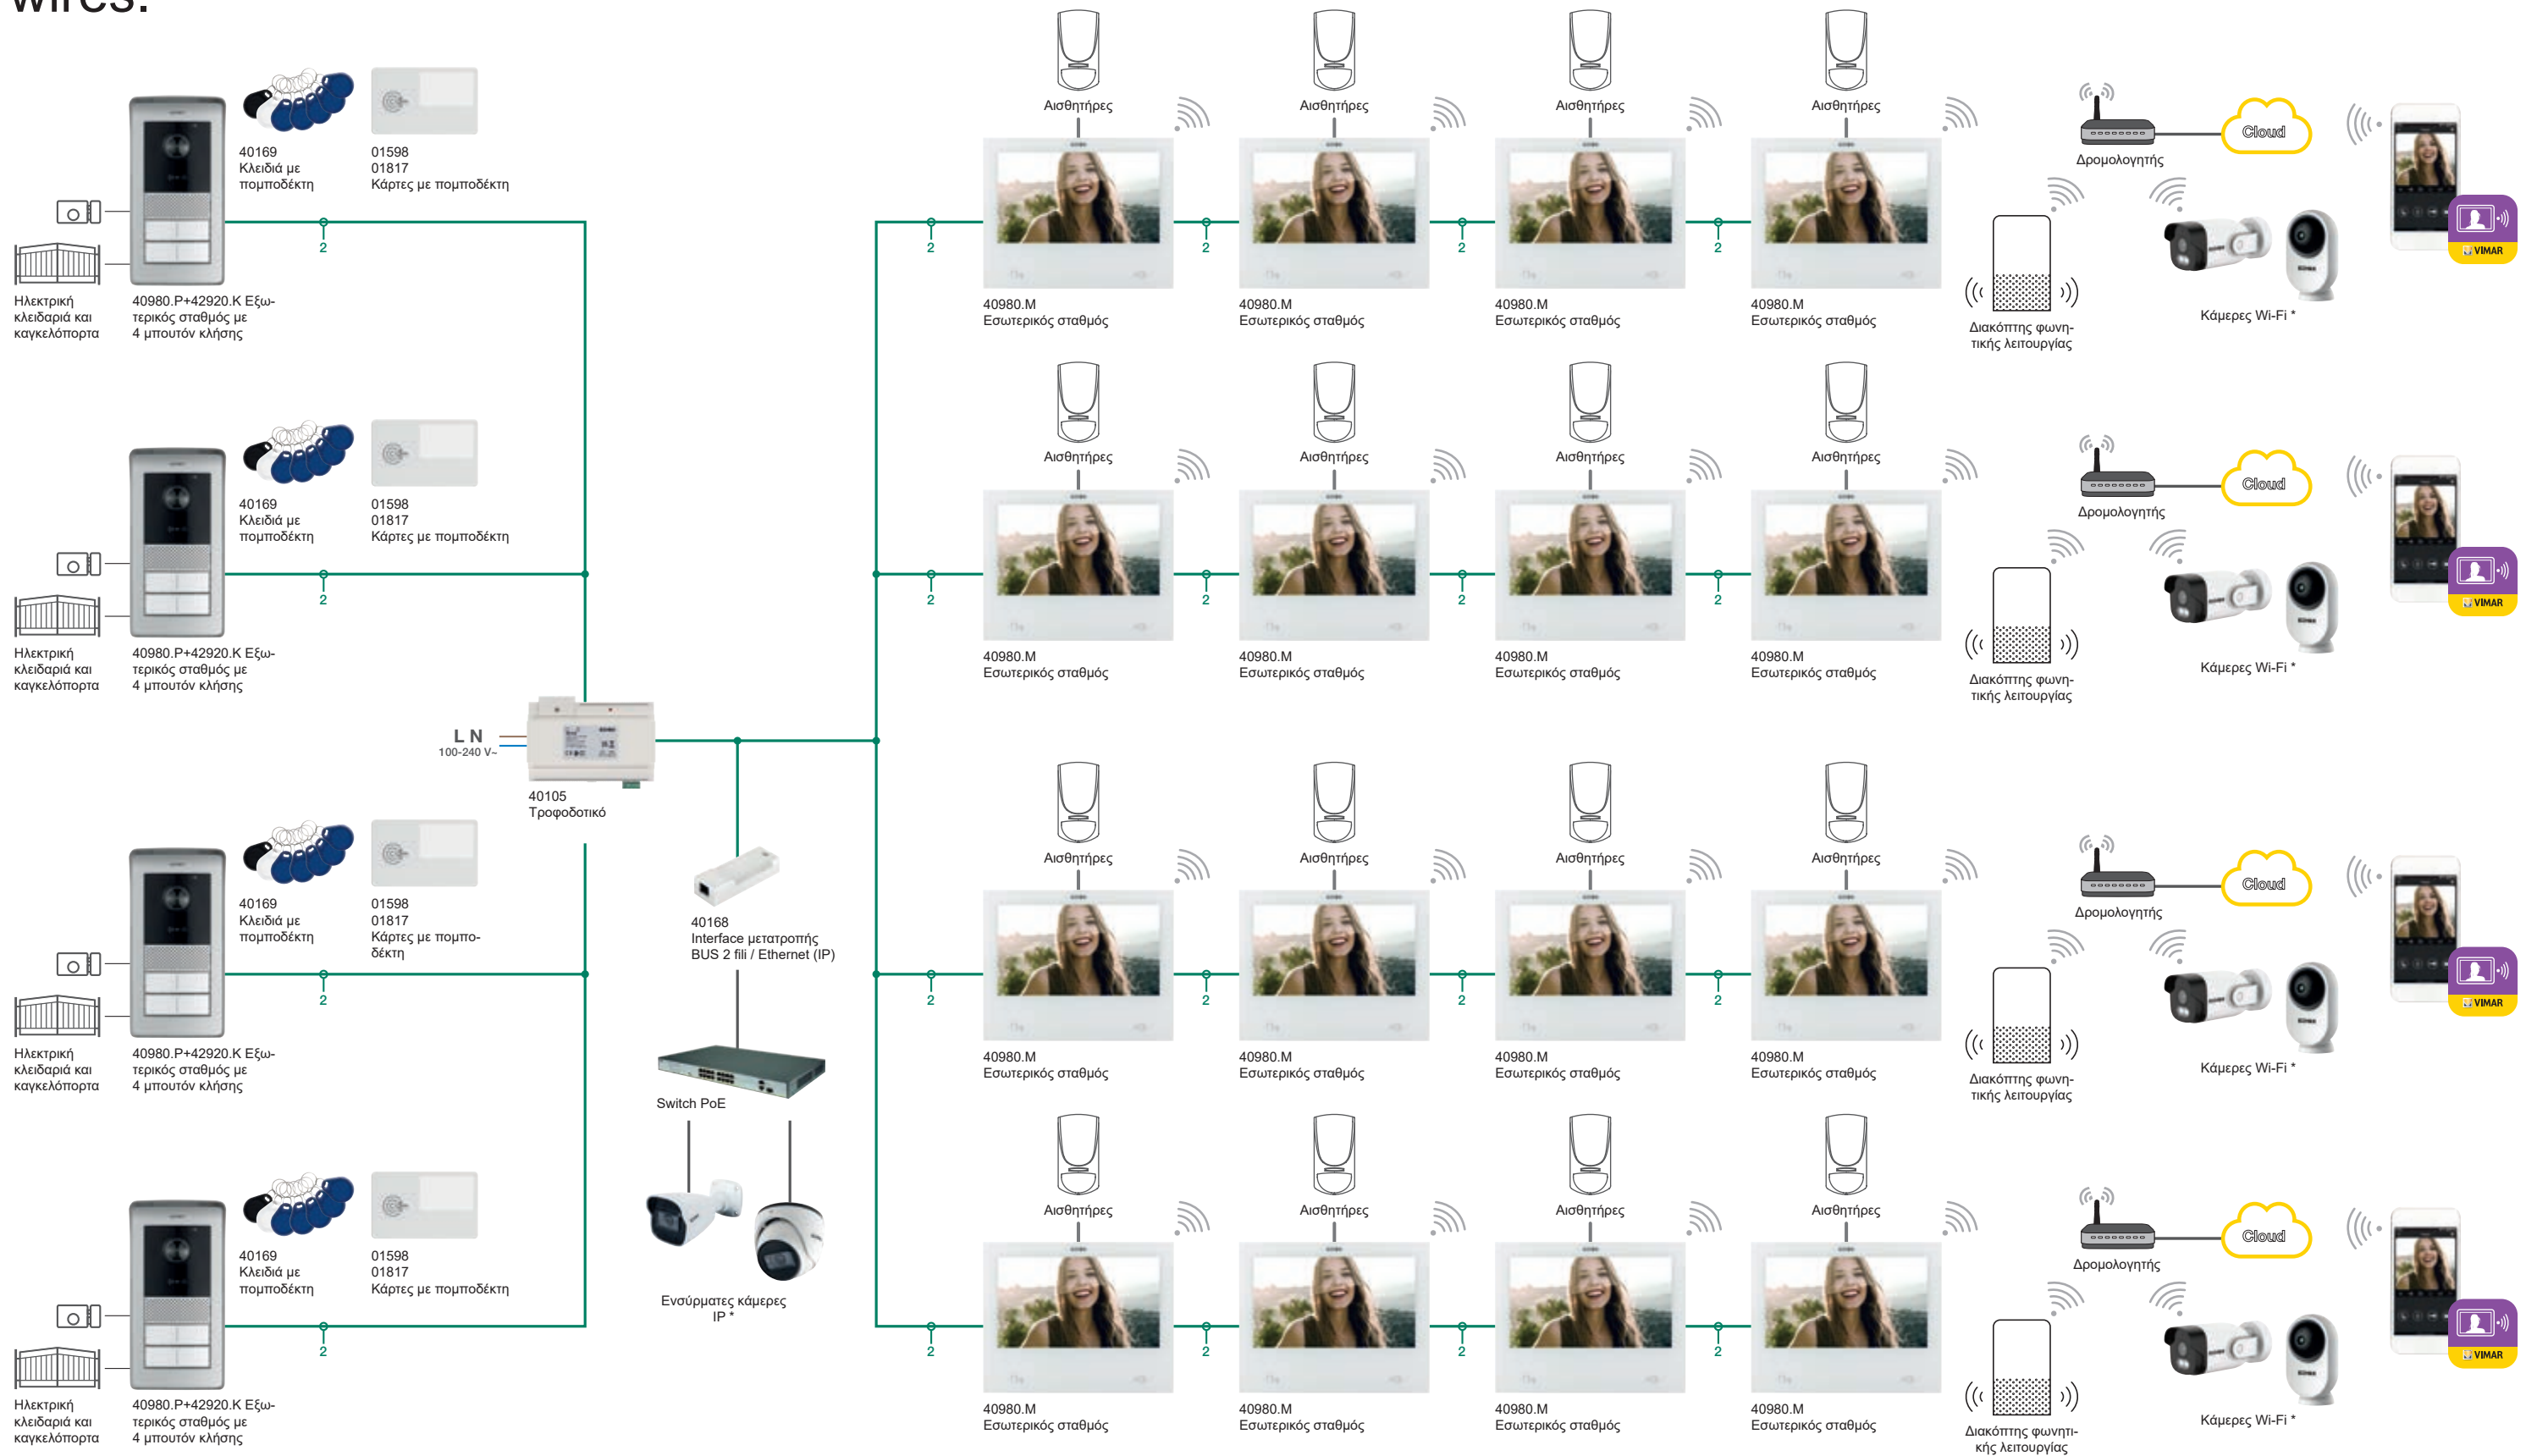 wires.
Αισθητήρες
Αισθητήρες
Αισθητήρες
Αισθητήρες
40169
Κλειδιά με
πομποδέκτη
01598
01817
Κάρτες με πομποδέκτη
Δρομολογητής
Cloud
2
2
2
2
2
VIMAR
Ηλεκτρική
κλειδαριά και
καγκελόπορτα
40980.P+42920.K Εξω-
τερικός σταθμός με
4 μπουτόν κλήσης
40980.M
Εσωτερικός σταθμός
40980.M
Εσωτερικός σταθμός
40980.M
Εσωτερικός σταθμός
40980.M
Εσωτερικός σταθμός
Διακόπτης φωνη-
τικής λειτουργίας
Κάμερες Wi-Fi *
Αισθητήρες
Αισθητήρες
Αισθητήρες
Αισθητήρες
40169
Κλειδιά με
πομποδέκτη
01598
01817
Κάρτες με πομποδέκτη
Δρομολογητής
Cloud
2
2
2
2
2
VIMAR
Ηλεκτρική
κλειδαριά και
καγκελόπορτα
40980.P+42920.K Εξω-
τερικός σταθμός με
4 μπουτόν κλήσης
40980.M
Εσωτερικός σταθμός
40980.M
Εσωτερικός σταθμός
40980.M
Εσωτερικός σταθμός
40980.M
Εσωτερικός σταθμός
Διακόπτης φωνη-
τικής λειτουργίας
Κάμερες Wi-Fi *
L N
100-240 V~
40105
Τροφοδοτικό
Αισθητήρες
Αισθητήρες
Αισθητήρες
Αισθητήρες
40169
Κλειδιά με
πομποδέκτη
01598
01817
Κάρτες με πομπο-
δέκτη
40168
Interface μετατροπής
BUS 2 fili / Ethernet (IP)
Δρομολογητής
Cloud
2
2
2
2
2
VIMAR
Ηλεκτρική
κλειδαριά και
καγκελόπορτα
40980.P+42920.K Εξω-
τερικός σταθμός με
4 μπουτόν κλήσης
Switch PoE
40980.M
Εσωτερικός σταθμός
40980.M
Εσωτερικός σταθμός
40980.M
Εσωτερικός σταθμός
40980.M
Εσωτερικός σταθμός
Διακόπτης φωνη-
τικής λειτουργίας
Κάμερες Wi-Fi *
Αισθητήρες
Αισθητήρες
Αισθητήρες
Αισθητήρες
40169
Κλειδιά με
πομποδέκτη
01598
01817
Κάρτες με πομποδέκτη
Ενσύρματες κάμερες
IP *
Δρομολογητής
Cloud
2
2
2
2
2
VIMAR
Ηλεκτρική
κλειδαριά και
καγκελόπορτα
40980.P+42920.K Εξω-
τερικός σταθμός με
4 μπουτόν κλήσης
40980.M
Εσωτερικός σταθμός
40980.M
Εσωτερικός σταθμός
40980.M
Εσωτερικός σταθμός
40980.M
Εσωτερικός σταθμός
Διακόπτης φωνητι-
κής λειτουργίας
Κάμερες Wi-Fi *